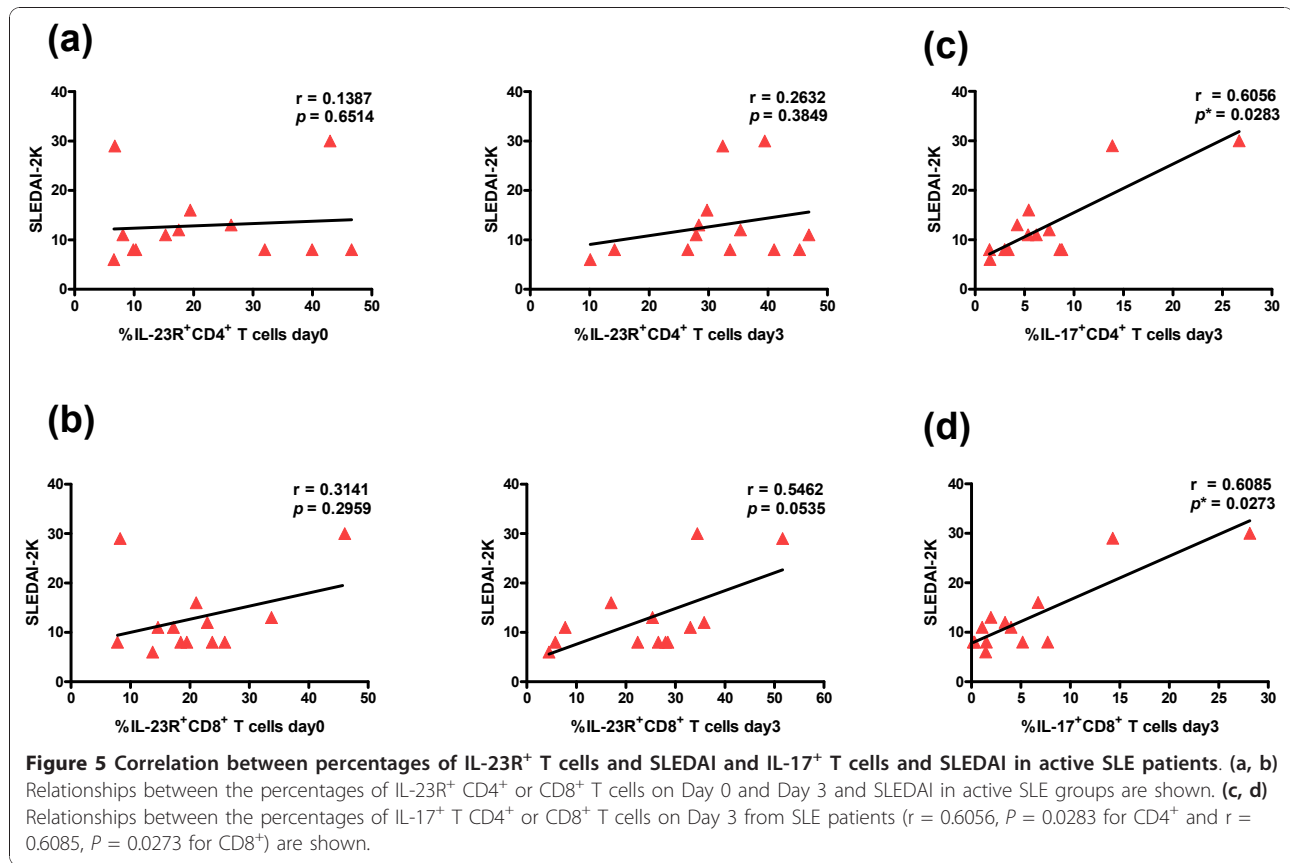 (a)
r = 0.1387
p = 0.6514
SLEDAI-2K
40
30
20
10
0
0 10 20 30 40 50
%IL-23R⁺CD4⁺ T cells day0
r = 0.2632
p = 0.3849
SLEDAI-2K
40
30
20
10
0
0 10 20 30 40 50
%IL-23R⁺CD4⁺ T cells day3
(c)
r = 0.6056
p* = 0.0283
SLEDAI-2K
40
30
20
10
0
0 5 10 15 20 25 30
%IL-17⁺CD4⁺ T cells day3
(b)
r = 0.3141
p = 0.2959
SLEDAI-2K
40
30
20
10
0
0 10 20 30 40 50
%IL-23R⁺CD8⁺ T cells day0
r = 0.5462
p = 0.0535
SLEDAI-2K
40
30
20
10
0
0 10 20 30 40 50 60
%IL-23R⁺CD8⁺ T cells day3
(d)
r = 0.6085
p* = 0.0273
SLEDAI-2K
40
30
20
10
0
0 5 10 15 20 25 30
%IL-17⁺CD8⁺ T cells day3
Figure 5 Correlation between percentages of IL-23R⁺ T cells and SLEDAI and IL-17⁺ T cells and SLEDAI in active SLE patients. (a, b)
Relationships between the percentages of IL-23R⁺ CD4⁺ or CD8⁺ T cells on Day 0 and Day 3 and SLEDAI in active SLE groups are shown. (c, d)
Relationships between the percentages of IL-17⁺ T CD4⁺ or CD8⁺ T cells on Day 3 from SLE patients (r = 0.6056, P = 0.0283 for CD4⁺ and r =
0.6085, P = 0.0273 for CD8⁺) are shown.